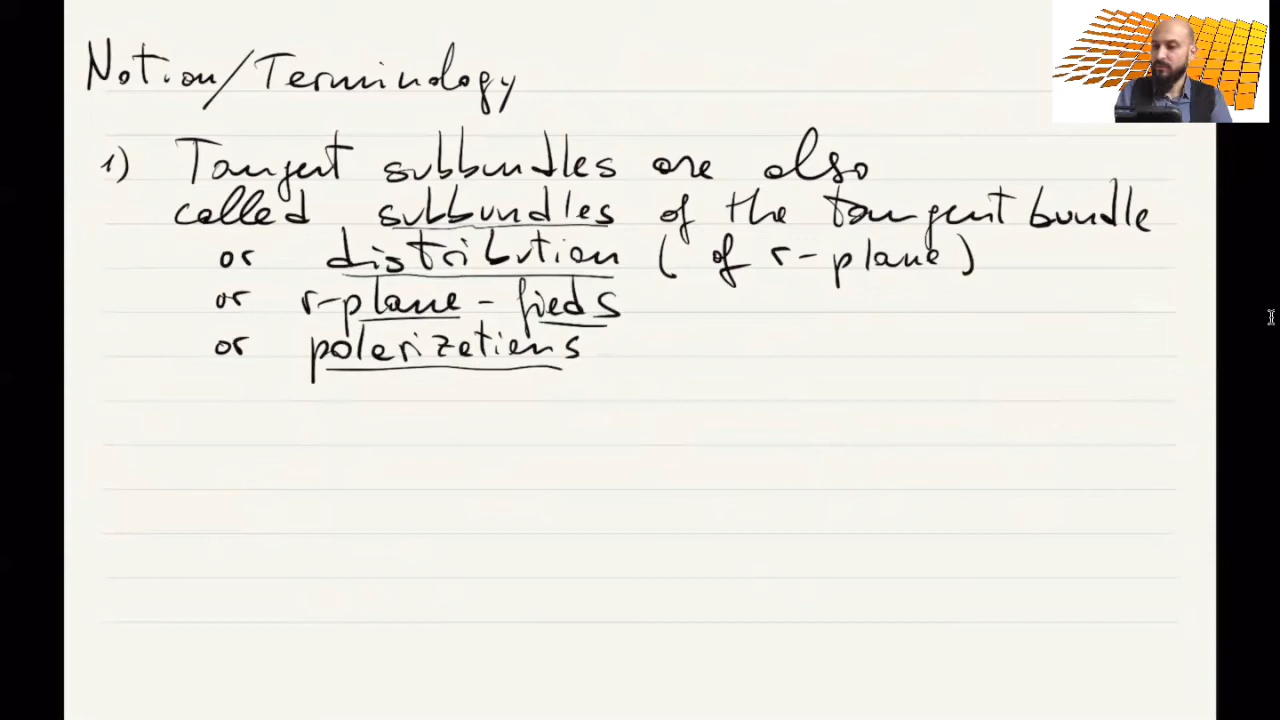 Notion/Terminology
1) Tangent subbundles are also
called subbundles of the tangent bundle
or distribution (of r-plane)
or r-plane-fieds
or polarizations